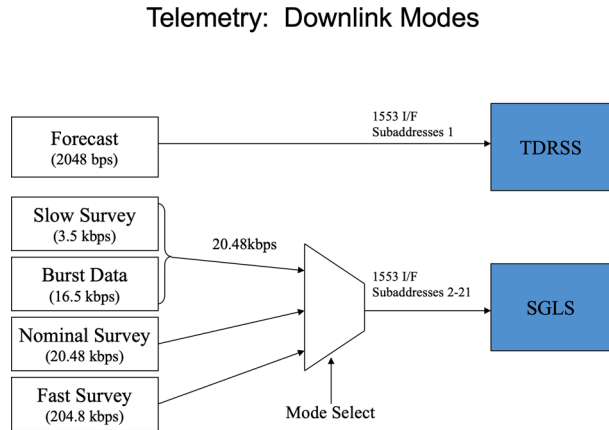 Telemetry:  Downlink Modes
Forecast
(2048 bps)
1553 I/F
Subaddresses 1
TDRSS
Slow Survey
(3.5 kbps)
Burst Data
(16.5 kbps)
20.48kbps
Nominal Survey
(20.48 kbps)
Fast Survey
(204.8 kbps)
1553 I/F
Subaddresses 2-21
SGLS
Mode Select